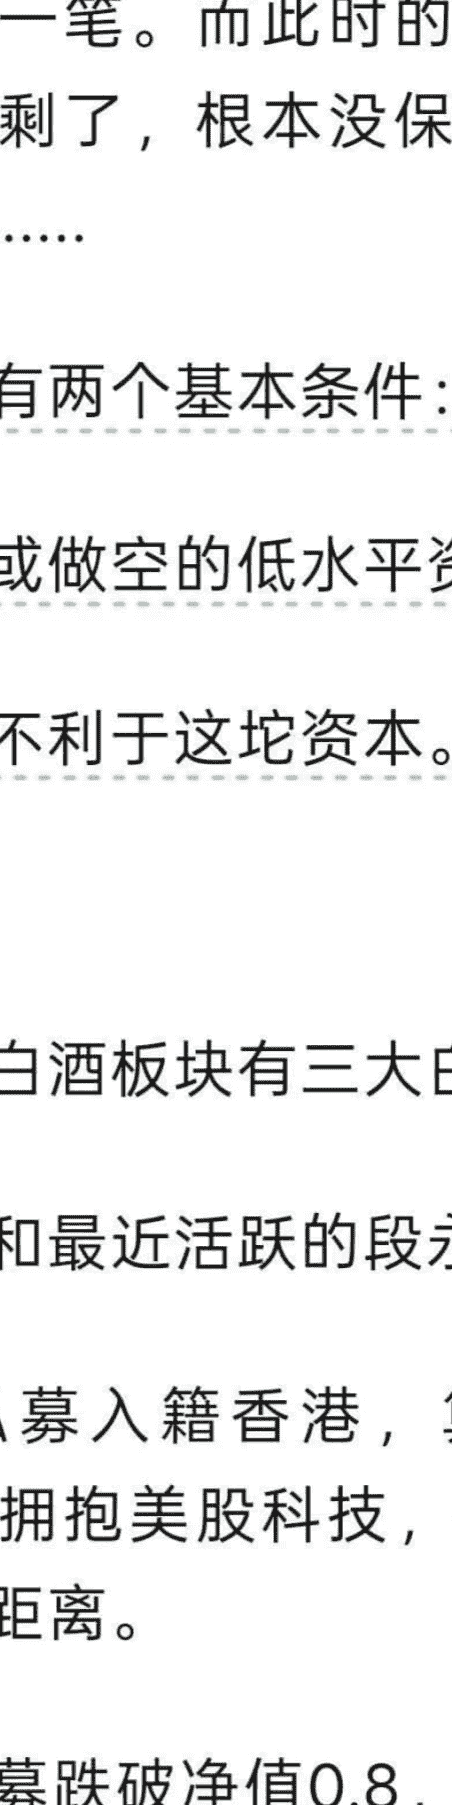 一笔。而此时的
剩了，根本没保
.....
有两个基本条件：
或做空的低水平资
不利于这坨资本。
白酒板块有三大白
和最近活跃的段永
募入籍香港，
拥抱美股科技，
距离。
募跌破净值0.8，